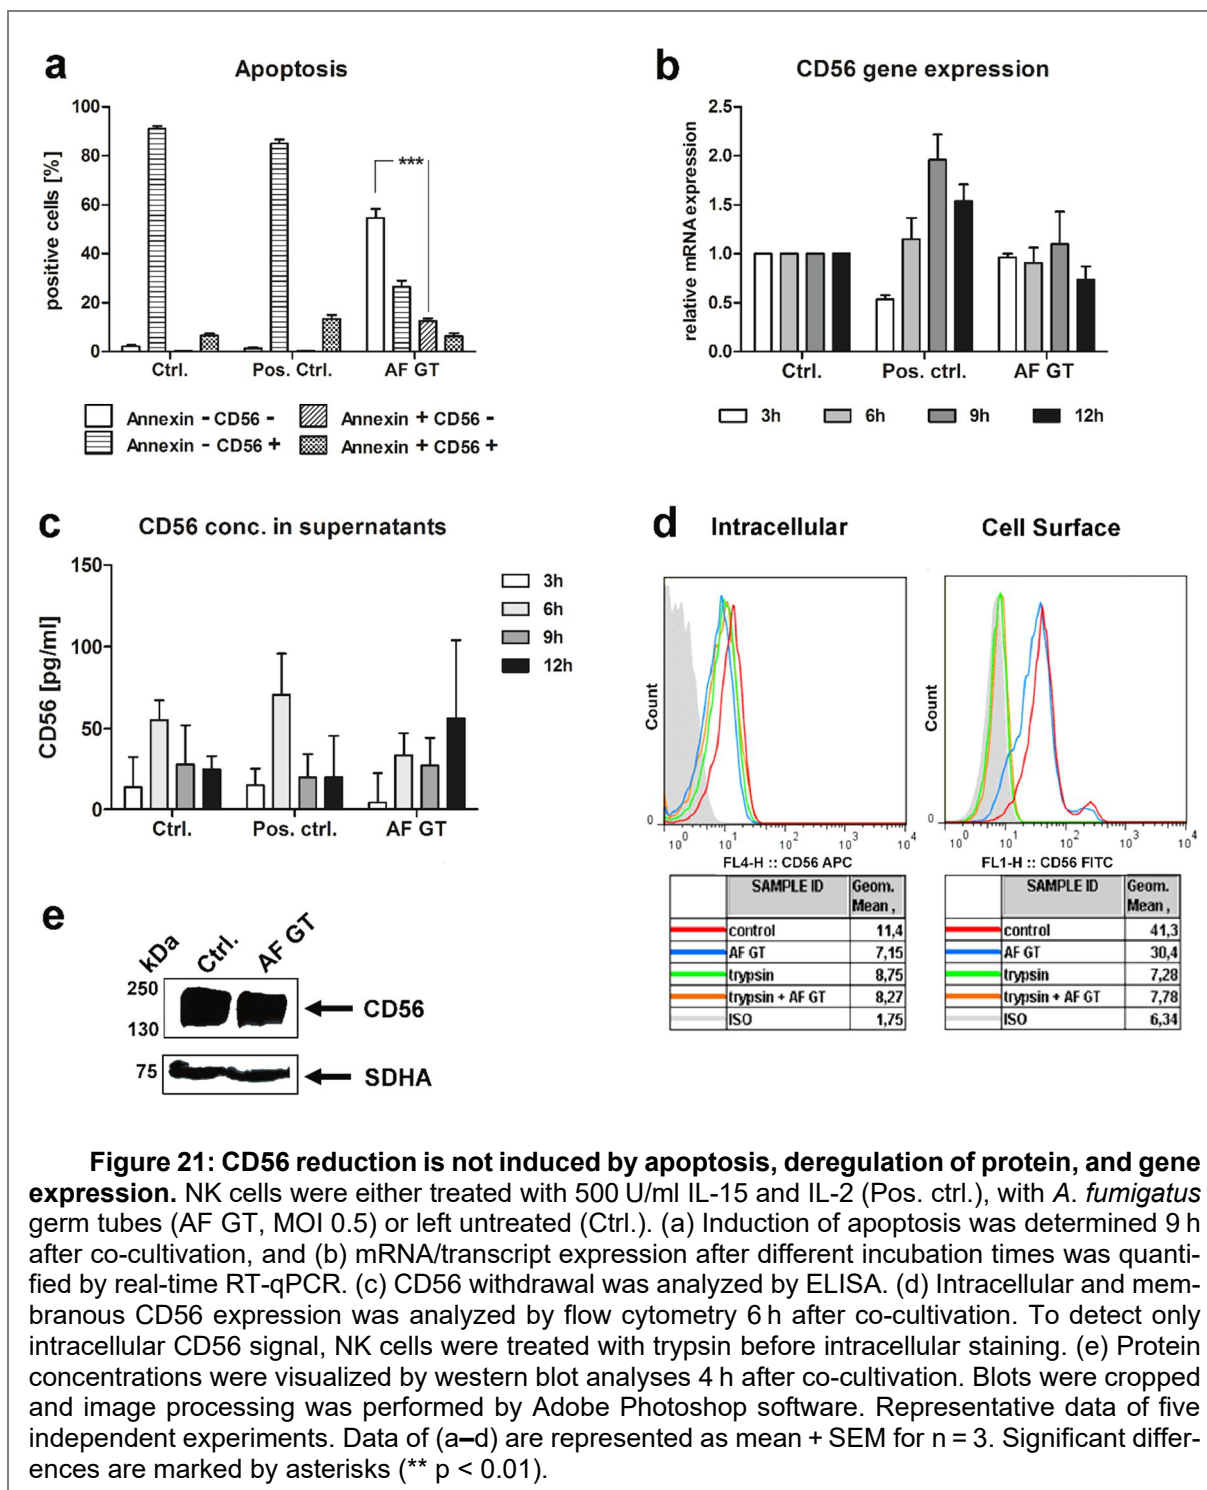 a
Apoptosis
100
80
60
40
20
0
positive cells [%]
***
Ctrl.
Pos. Ctrl.
AF GT
Annexin - CD56 -
Annexin + CD56 -
Annexin - CD56 +
Annexin + CD56 +
b
CD56 gene expression
2.5
2.0
1.5
1.0
0.5
0.0
relative mRNA expression
Ctrl.
Pos. ctrl.
AF GT
3h
6h
9h
12h
c
CD56 conc. in supernatants
150
100
50
0
CD56 [pg/ml]
3h
6h
9h
12h
Ctrl.
Pos. ctrl.
AF GT
d
Intracellular
Cell Surface
Count
0
10⁰ 10¹ 10² 10³ 10⁴
FL4-H :: CD56 APC
Count
0
10⁰ 10¹ 10² 10³ 10⁴
FL1-H :: CD56 FITC
SAMPLE ID Geom.
Mean ,
control 11,4
AF GT 7,15
trypsin 8,75
trypsin + AF GT 8,27
ISO 1,75
SAMPLE ID Geom.
Mean ,
control 41,3
AF GT 30,4
trypsin 7,28
trypsin + AF GT 7,78
ISO 6,34
e
kDa
Ctrl.
AF GT
250
130
CD56
75
SDHA
Figure 21: CD56 reduction is not induced by apoptosis, deregulation of protein, and gene
expression. NK cells were either treated with 500 U/ml IL-15 and IL-2 (Pos. ctrl.), with A. fumigatus
germ tubes (AF GT, MOI 0.5) or left untreated (Ctrl.). (a) Induction of apoptosis was determined 9 h
after co-cultivation, and (b) mRNA/transcript expression after different incubation times was quanti-
fied by real-time RT-qPCR. (c) CD56 withdrawal was analyzed by ELISA. (d) Intracellular and mem-
branous CD56 expression was analyzed by flow cytometry 6 h after co-cultivation. To detect only
intracellular CD56 signal, NK cells were treated with trypsin before intracellular staining. (e) Protein
concentrations were visualized by western blot analyses 4 h after co-cultivation. Blots were cropped
and image processing was performed by Adobe Photoshop software. Representative data of five
independent experiments. Data of (a–d) are represented as mean + SEM for n = 3. Significant differ-
ences are marked by asterisks (** p < 0.01).